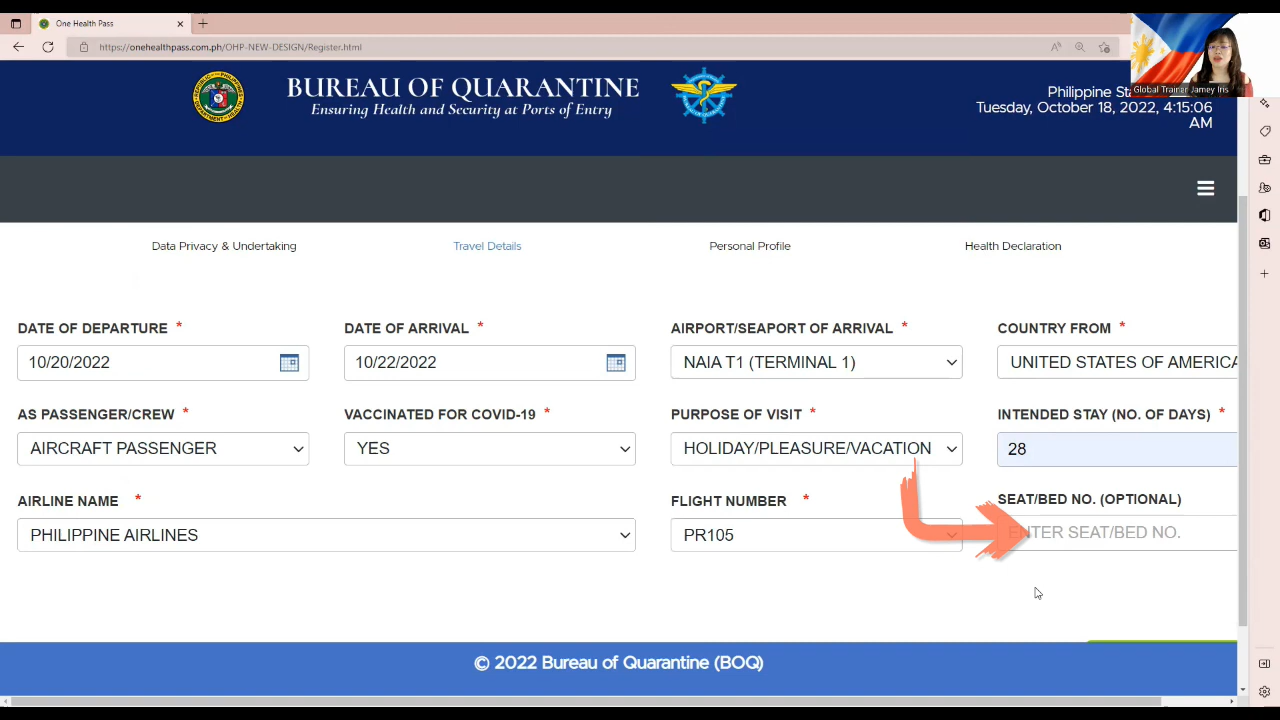 One Health Pass
https://onehealthpass.com.ph/OHP-NEW-DESIGN/Register.html
Global Trainer Jamey Iris
BUREAU OF QUARANTINE
Ensuring Health and Security at Ports of Entry
Philippine Sta
Tuesday, October 18, 2022, 4:15:06
AM
Data Privacy & Undertaking
Travel Details
Personal Profile
Health Declaration
DATE OF DEPARTURE *
DATE OF ARRIVAL *
AIRPORT/SEAPORT OF ARRIVAL *
COUNTRY FROM *
10/20/2022
10/22/2022
NAIA T1 (TERMINAL 1)
UNITED STATES OF AMERICA
AS PASSENGER/CREW *
VACCINATED FOR COVID-19 *
PURPOSE OF VISIT *
INTENDED STAY (NO. OF DAYS) *
AIRCRAFT PASSENGER
YES
HOLIDAY/PLEASURE/VACATION
28
AIRLINE NAME *
FLIGHT NUMBER *
SEAT/BED NO. (OPTIONAL)
PHILIPPINE AIRLINES
PR105
ENTER SEAT/BED NO.
© 2022 Bureau of Quarantine (BOQ)